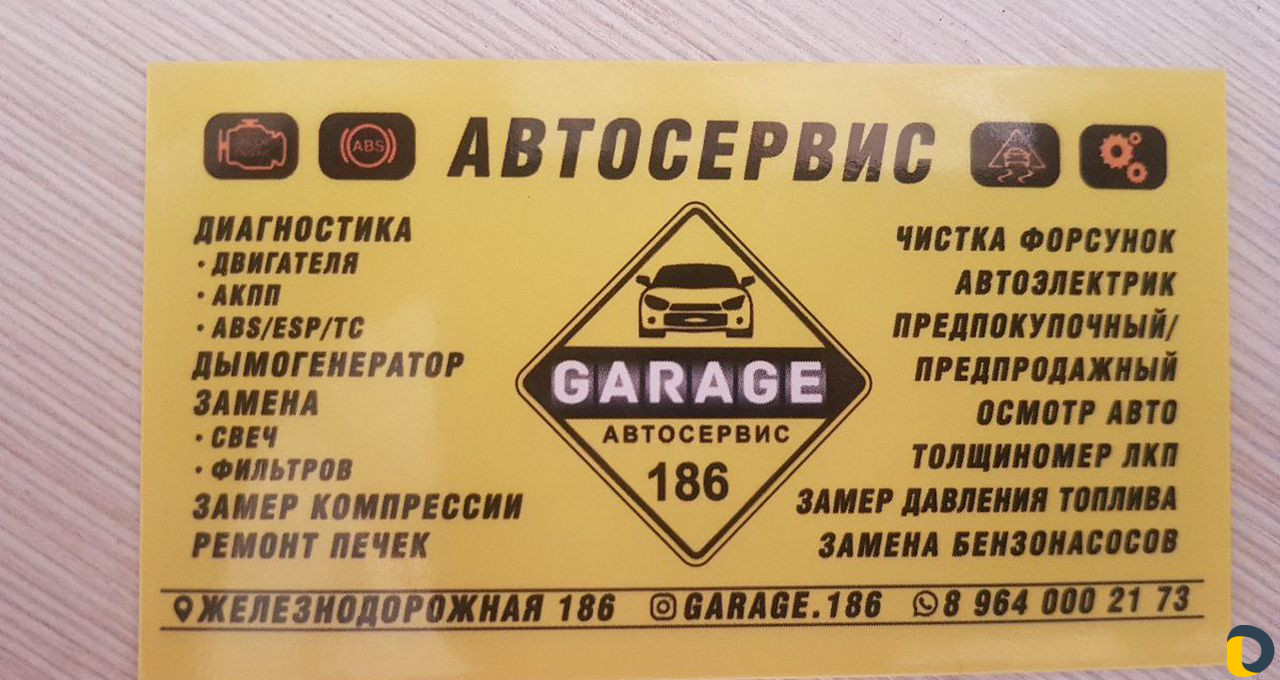 АВТОСЕРВИС
ABS
ДИАГНОСТИКА
· ДВИГАТЕЛЯ
· АКПП
· ABS/ESP/TC
ДЫМОГЕНЕРАТОР
ЗАМЕНА
· СВЕЧ
· ФИЛЬТРОВ
ЗАМЕР КОМПРЕССИИ
РЕМОНТ ПЕЧЕК
GARAGE
АВТОСЕРВИС
186
ЧИСТКА ФОРСУНОК
АВТОЭЛЕКТРИК
ПРЕДПОКУПОЧНЫЙ/
ПРЕДПРОДАЖНЫЙ
ОСМОТР АВТО
ТОЛЩИНОМЕР ЛКП
ЗАМЕР ДАВЛЕНИЯ ТОПЛИВА
ЗАМЕНА БЕНЗОНАСОСОВ
ЖЕЛЕЗНОДОРОЖНАЯ 186 GARAGE.186 8 964 000 21 73